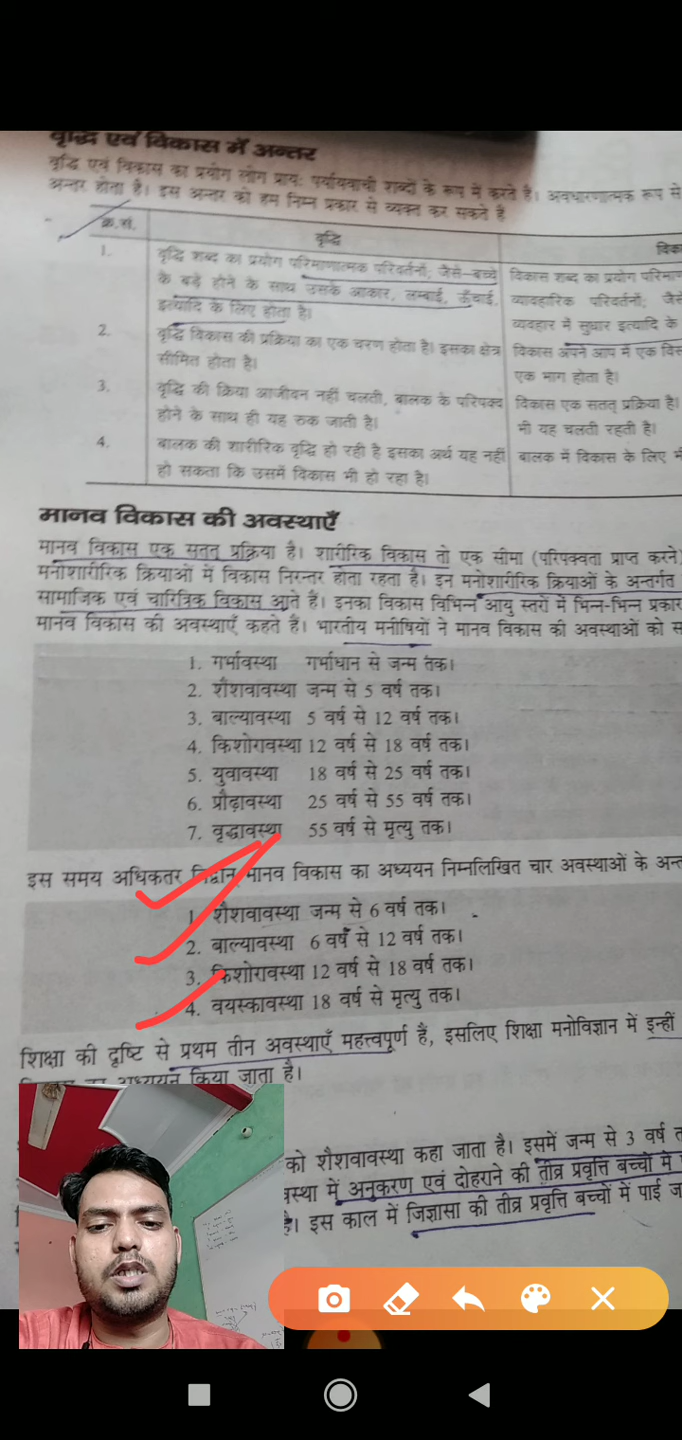 वृद्धि एवं विकास में अन्तर
वृद्धि एवं विकास का प्रयोग लोग प्रायः पर्यायवाची शब्दों के रूप में करते हैं। अवधारणात्मक रूप से
अन्तर होता है। इस अन्तर को हम निम्न प्रकार से व्यक्त कर सकते हैं
क्र.सं. वृद्धि
1. वृद्धि शब्द का प्रयोग परिमाणात्मक परिवर्तनों; जैसे-बच्चे
के बड़े होने के साथ उसके आकार, लम्बाई, ऊँचाई, विकास शब्द का प्रयोग
इत्यादि के लिए होता है। व्यावहारिक परिवर्तनों;
व्यवहार में सुधार इत्यादि के
2. वृद्धि विकास की प्रक्रिया का एक चरण होता है। इसका क्षेत्र विकास अपने आप में एक
सीमित होता है। एक भाग होता है।
3. वृद्धि की क्रिया आजीवन नहीं चलती, बालक के परिपक्व विकास एक सतत् प्रक्रिया है।
होने के साथ ही यह रुक जाती है। भी यह चलती रहती है।
4. बालक की शारीरिक वृद्धि हो रही है इसका अर्थ यह नहीं बालक में विकास के लिए
हो सकता कि उसमें विकास भी हो रहा है।
मानव विकास की अवस्थाएँ
मानव विकास एक सतत् प्रक्रिया है। शारीरिक विकास तो एक सीमा (परिपक्वता प्राप्त करने)
मनोशारीरिक क्रियाओं में विकास निरन्तर होता रहता है। इन मनोशारीरिक क्रियाओं के अन्तर्गत
सामाजिक एवं चारित्रिक विकास आते हैं। इनका विकास विभिन्न आयु स्तरों में भिन्न-भिन्न प्रकार
मानव विकास की अवस्थाएँ कहते हैं। भारतीय मनीषियों ने मानव विकास की अवस्थाओं को
1. गर्भावस्था गर्भाधान से जन्म तक।
2. शैशवावस्था जन्म से 5 वर्ष तक।
3. बाल्यावस्था 5 वर्ष से 12 वर्ष तक।
4. किशोरावस्था 12 वर्ष से 18 वर्ष तक।
5. युवावस्था 18 वर्ष से 25 वर्ष तक।
6. प्रौढ़ावस्था 25 वर्ष से 55 वर्ष तक।
7. वृद्धावस्था 55 वर्ष से मृत्यु तक।
इस समय अधिकतर विद्वान मानव विकास का अध्ययन निम्नलिखित चार अवस्थाओं के
1. शैशवावस्था जन्म से 6 वर्ष तक।
2. बाल्यावस्था 6 वर्ष से 12 वर्ष तक।
3. किशोरावस्था 12 वर्ष से 18 वर्ष तक।
4. वयस्कावस्था 18 वर्ष से मृत्यु तक।
शिक्षा की दृष्टि से प्रथम तीन अवस्थाएँ महत्त्वपूर्ण हैं, इसलिए शिक्षा मनोविज्ञान में इन्हीं
अध्ययन किया जाता है।
को शैशवावस्था कहा जाता है। इसमें जन्म से 3 वर्ष
में अनुकरण एवं दोहराने की तीव्र प्रवृत्ति बच्चों में
है। इस काल में जिज्ञासा की तीव्र प्रवृत्ति बच्चों में पाई